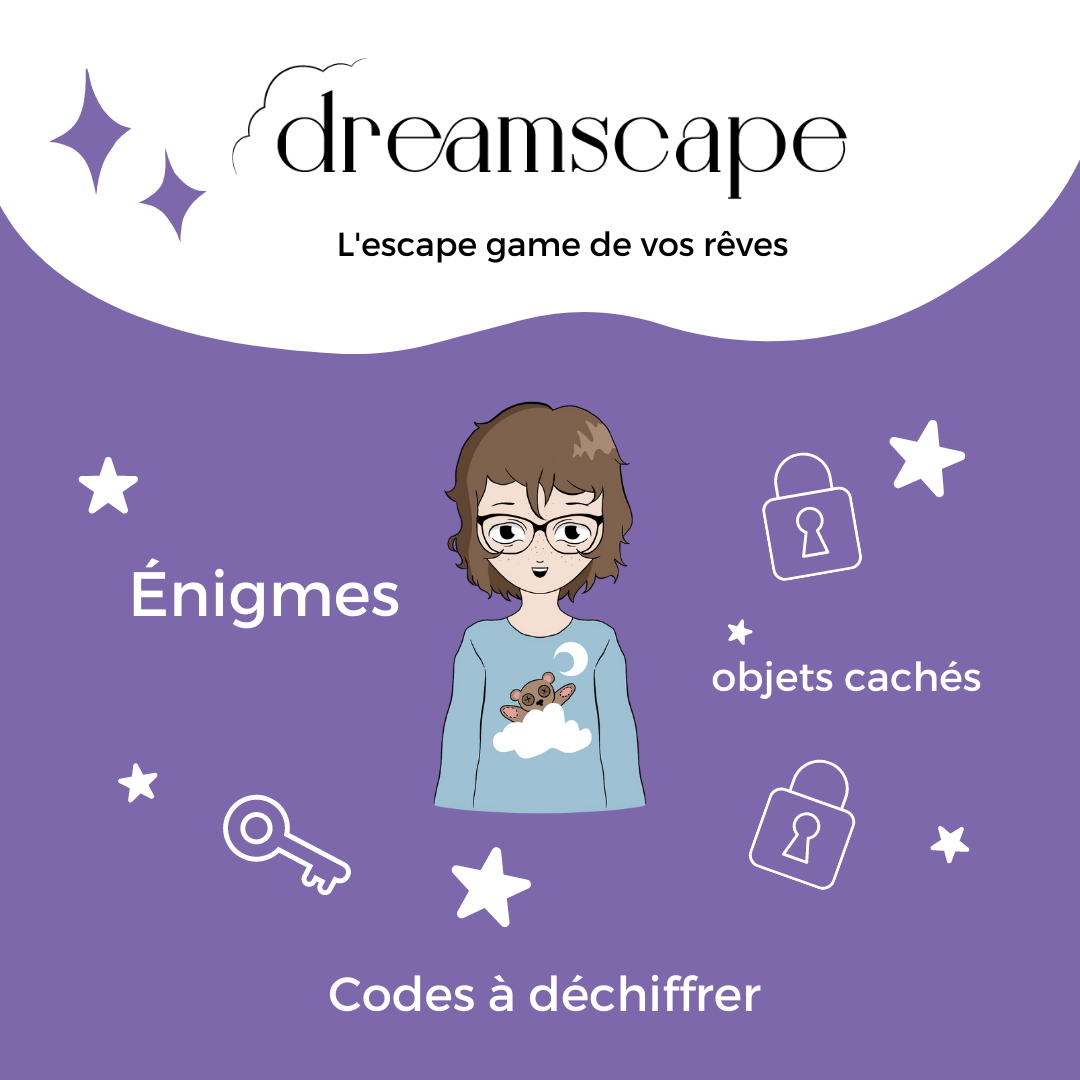 dreamscape
L'escape game de vos rêves
Énigmes
objets cachés
Codes à déchiffrer